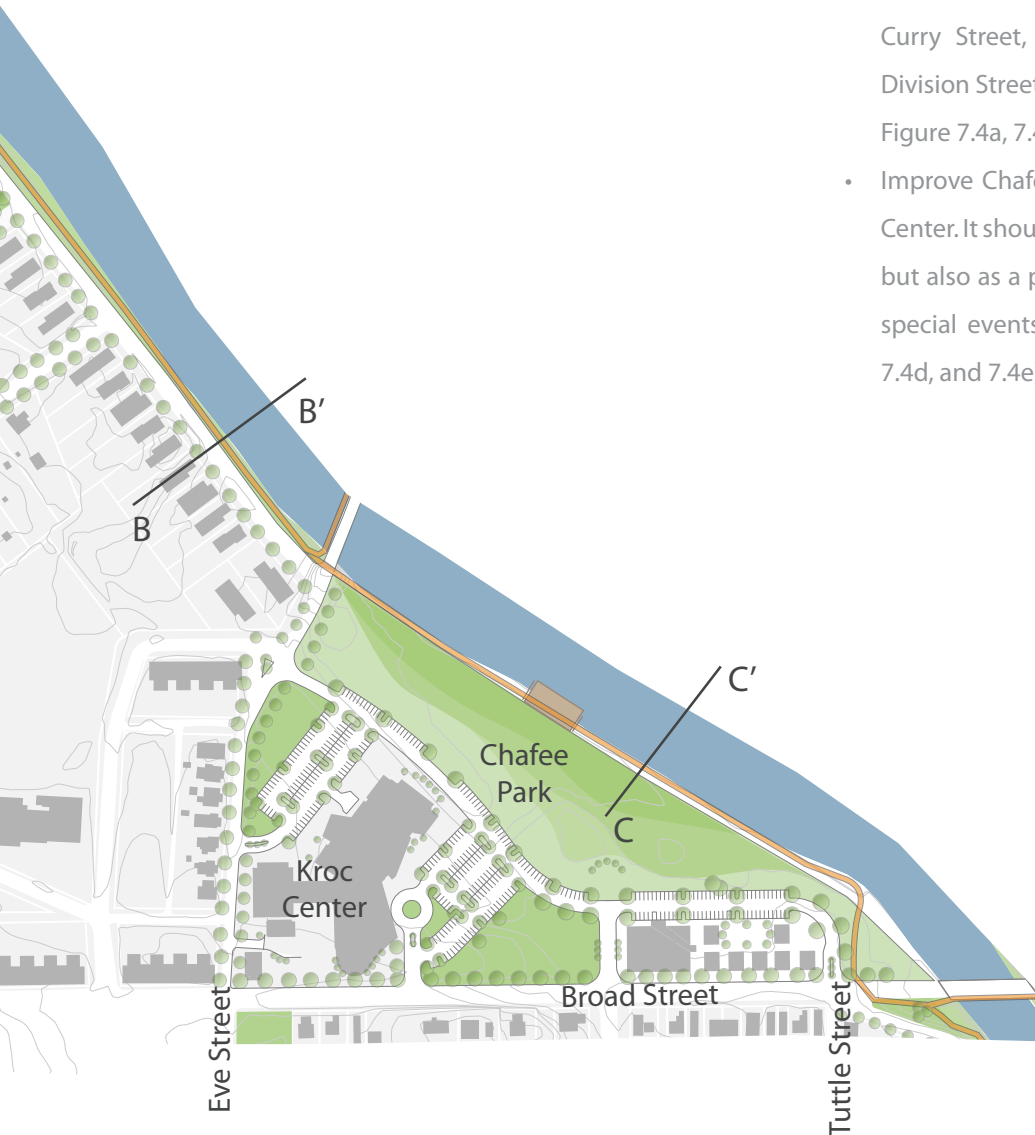 Curry Street,
Division Street
Figure 7.4a, 7.4
• Improve Chafe
Center. It shou
but also as a p
special events
7.4d, and 7.4e
B’
B
C’
Chafee
Park
C
Kroc
Center
Broad Street
Eve Street
Tuttle Street